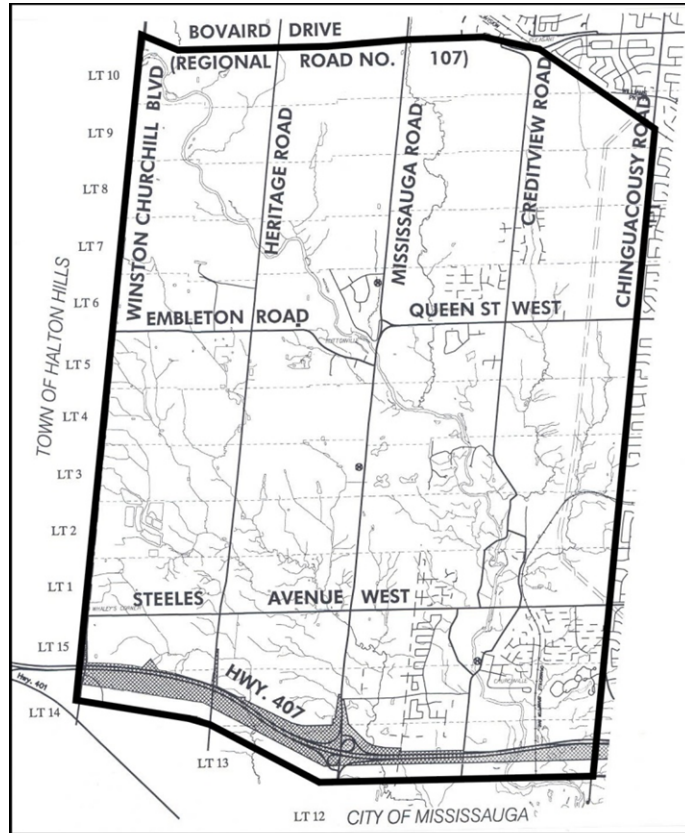 BOVAIRD DRIVE
(REGIONAL ROAD NO. 107)
LT 10
LT 9
LT 8
LT 7
LT 6
LT 5
LT 4
LT 3
LT 2
LT 1
LT 15
LT 14
LT 13
LT 12
TOWN OF HALTON HILLS
WINSTON CHURCHILL BLVD
HERITAGE ROAD
MISSISSAUGA ROAD
CREDITVIEW ROAD
CHINGUACOUSY ROAD
EMBLETON ROAD
QUEEN ST WEST
STEELES AVENUE WEST
HWY. 407
Hwy. 401
CITY OF MISSISSAUGA